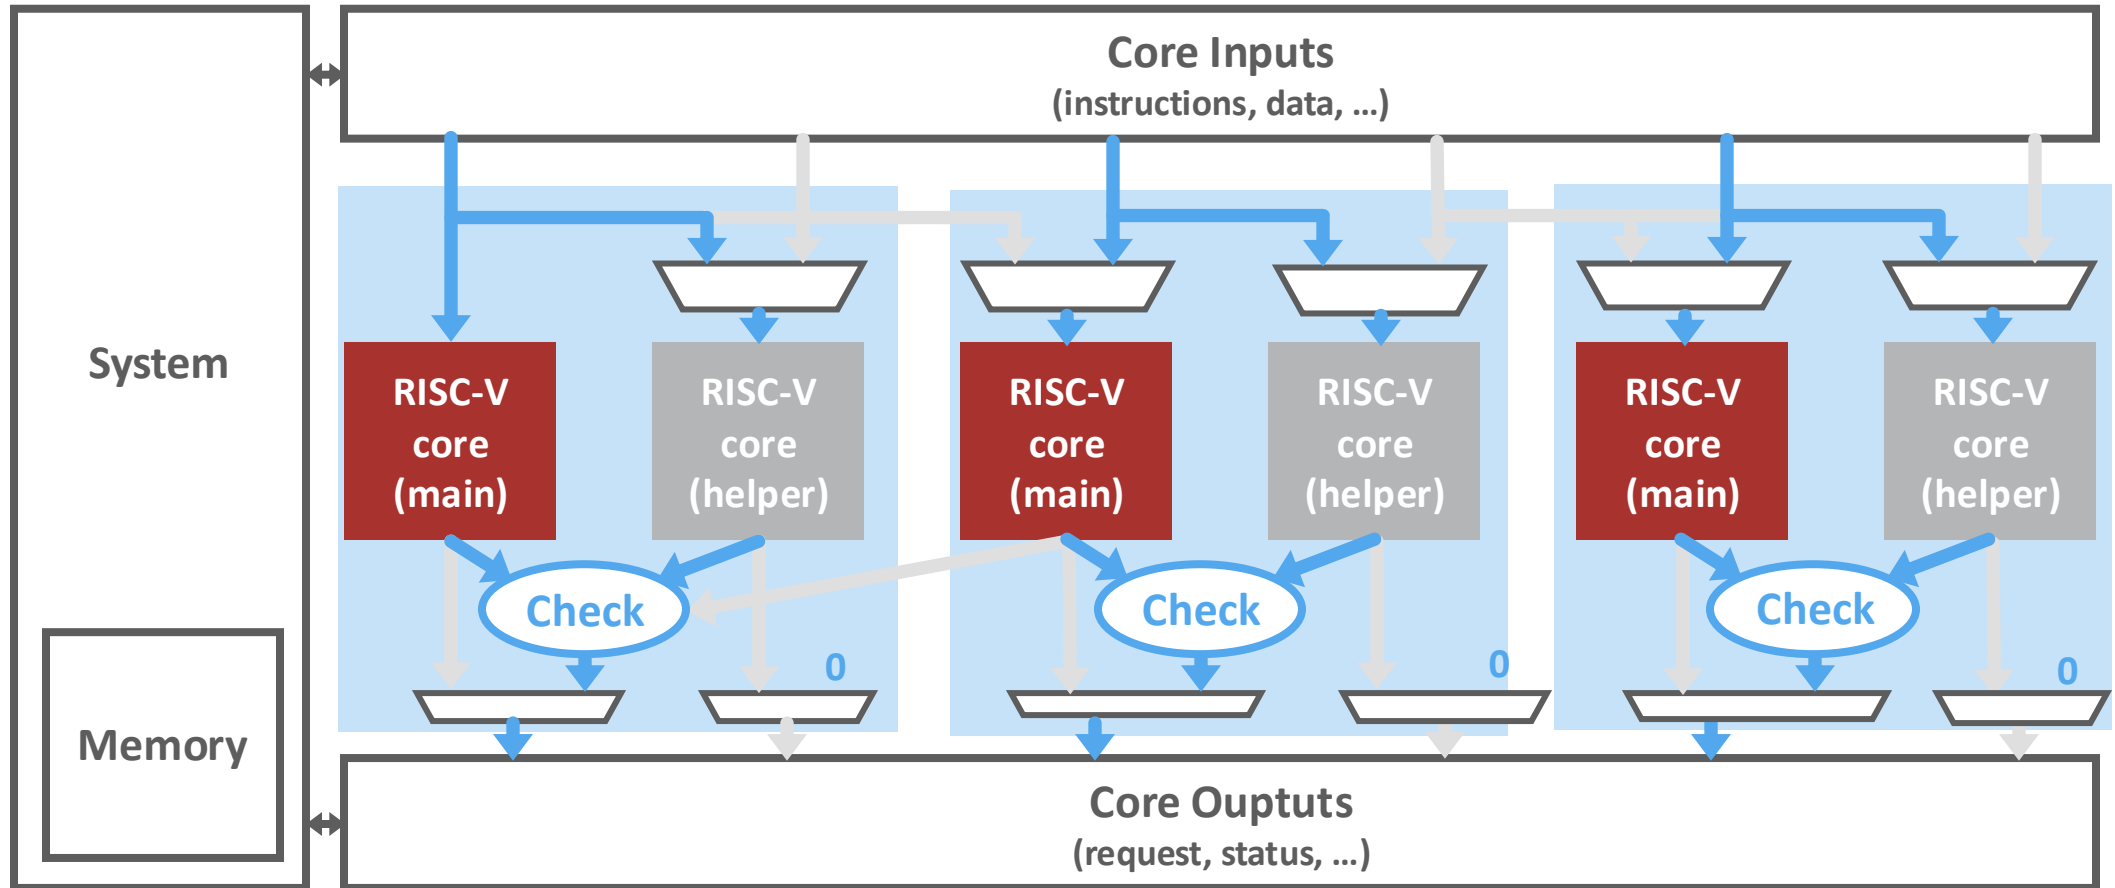 Core Inputs
(instructions, data, ...)
System
RISC-V
core
(main)
RISC-V
core
(helper)
RISC-V
core
(main)
RISC-V
core
(helper)
RISC-V
core
(main)
RISC-V
core
(helper)
Check
0
Check
0
Check
0
Memory
Core Ouptuts
(request, status, ...)